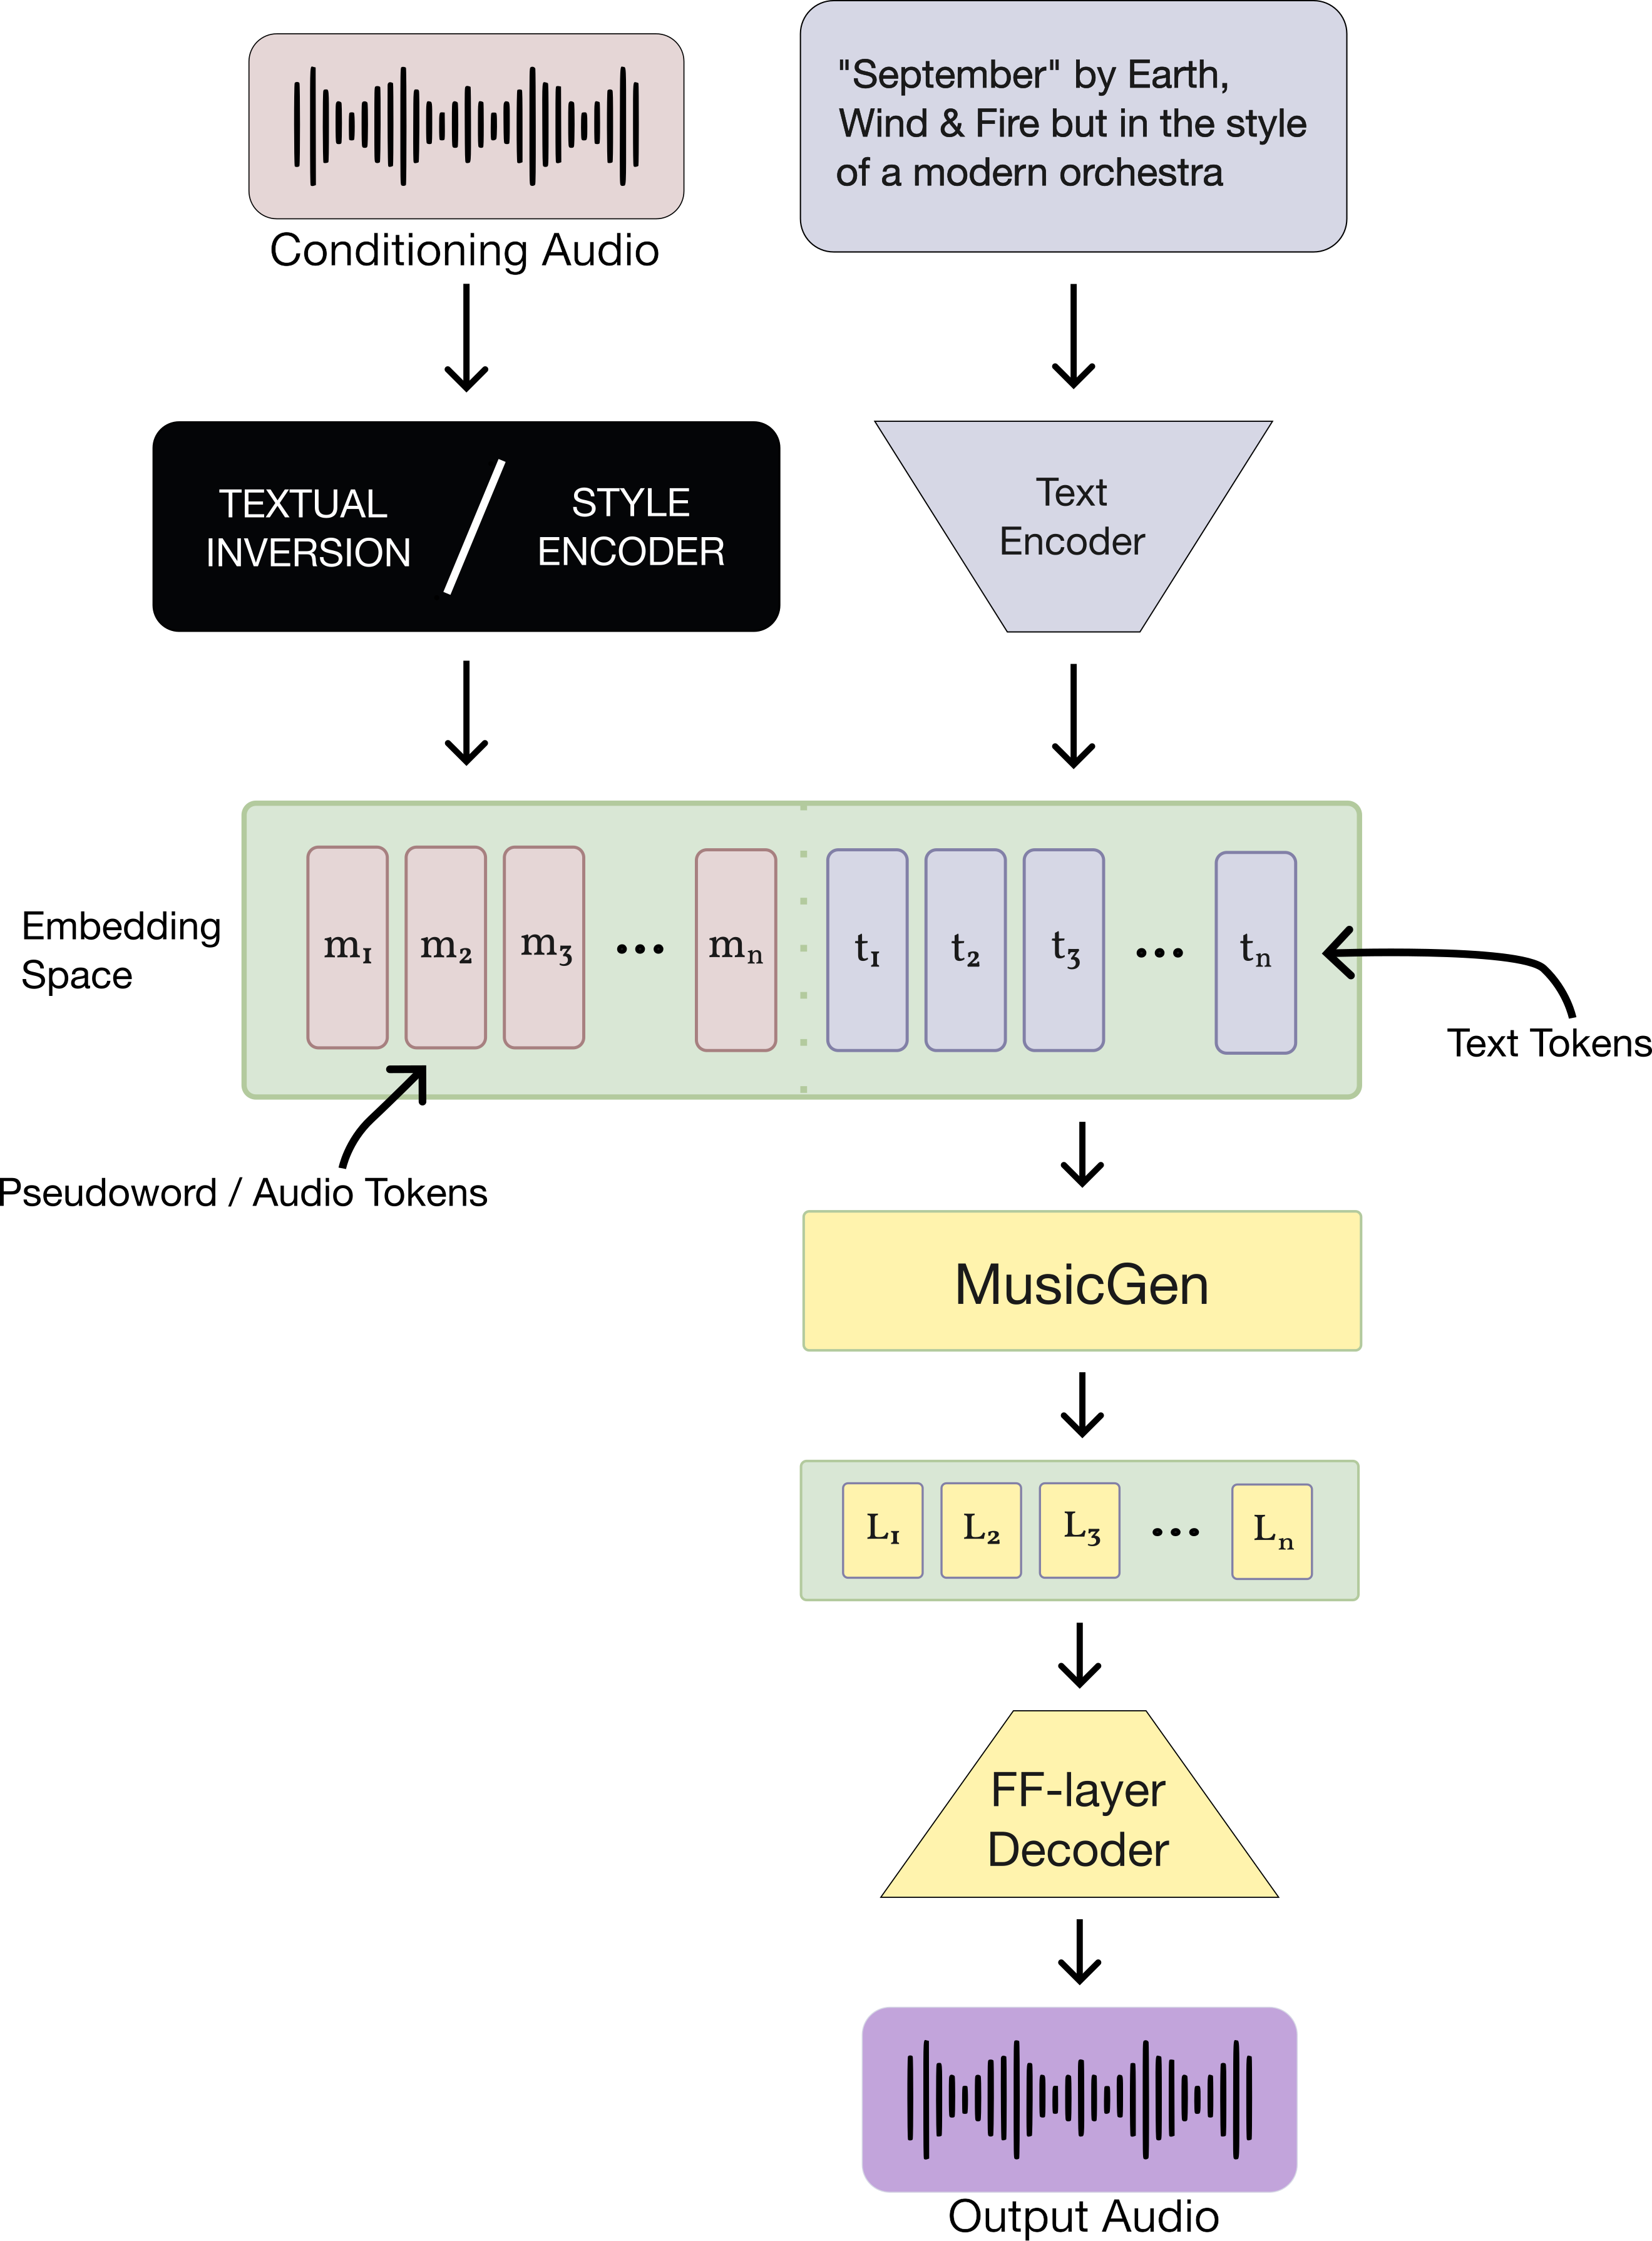 "September" by Earth,
Wind & Fire but in the style
of a modern orchestra
Conditioning Audio
TEXTUAL
INVERSION
/
STYLE
ENCODER
Text
Encoder
Embedding
Space
m1 m2 m3 ... mn
t1 t2 t3 ... tn
Text Tokens
Pseudoword / Audio Tokens
MusicGen
L1 L2 L3 ... Ln
FF-layer
Decoder
Output Audio